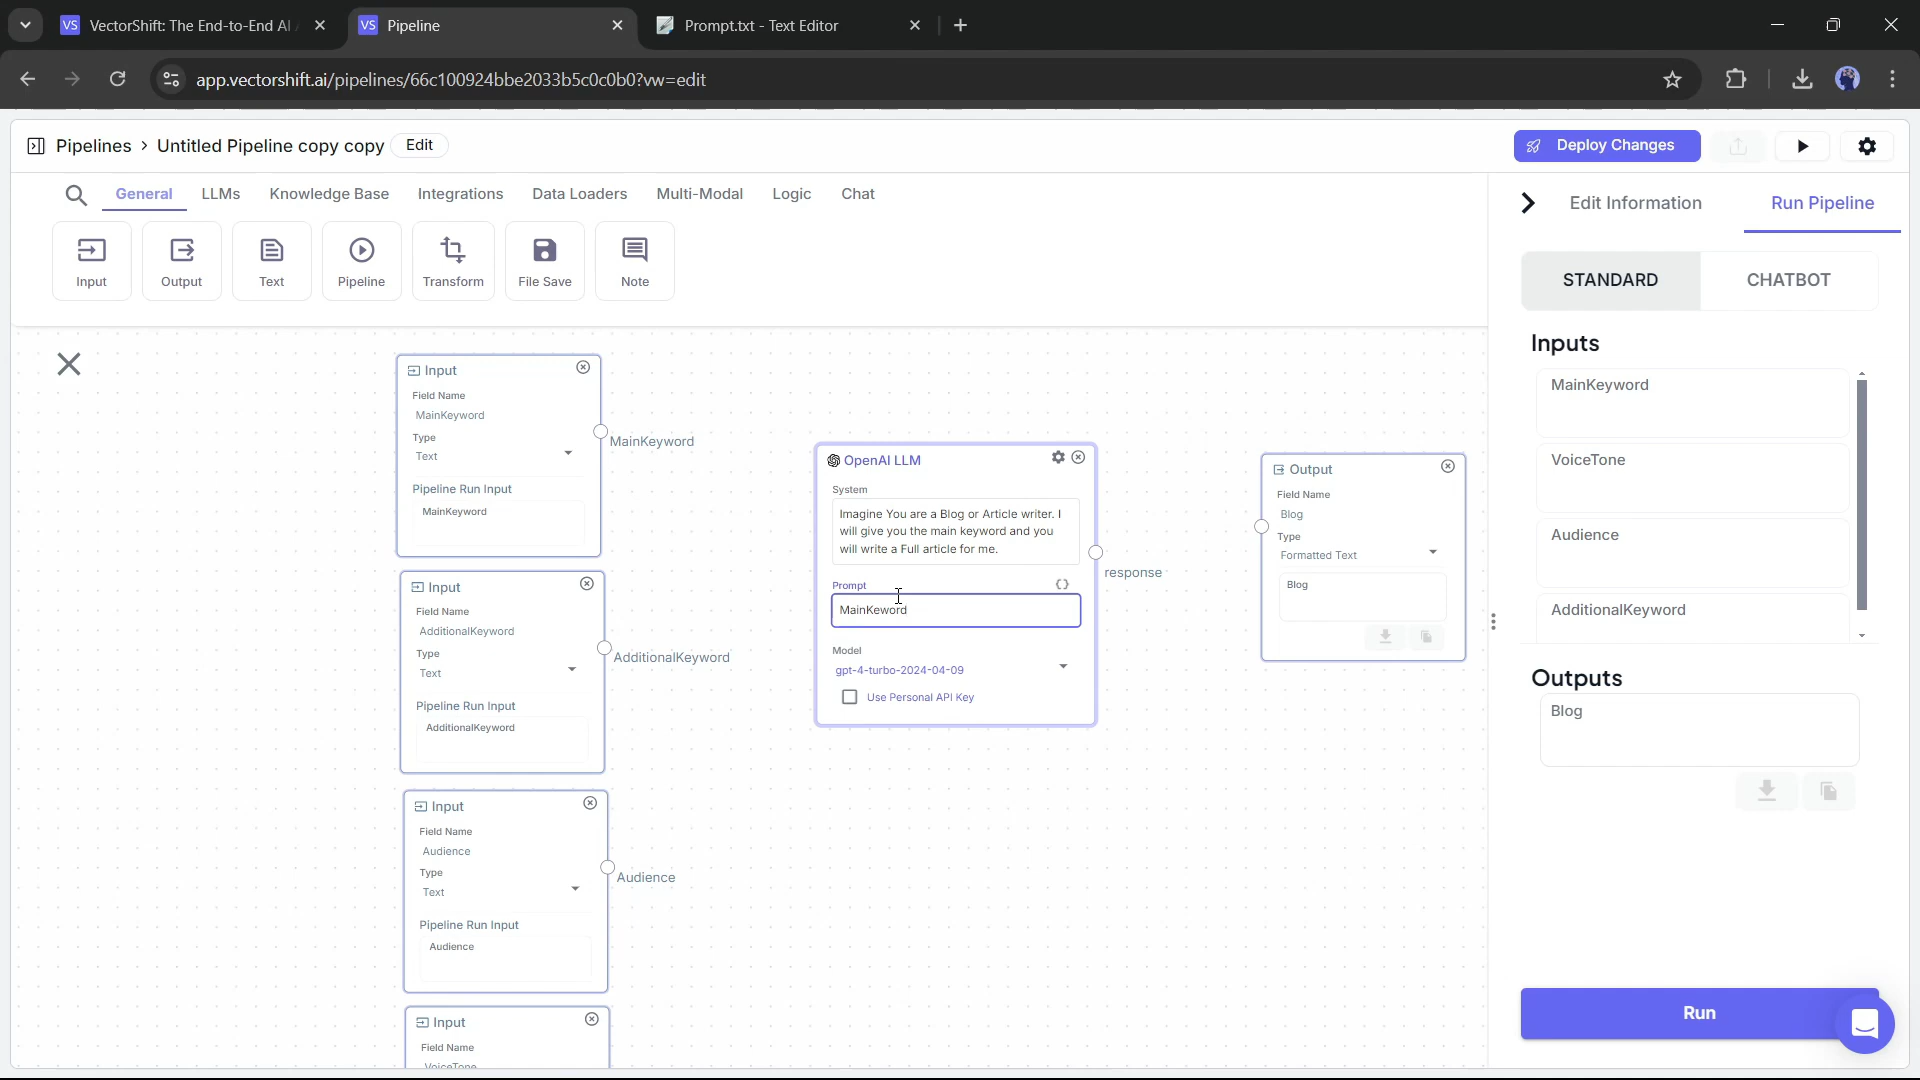 VectorShift: The End-to-End AI
Pipeline
Prompt.txt - Text Editor
app.vectorshift.ai/pipelines/66c100924bbe2033b5c0c0b0?vw=edit
Pipelines > Untitled Pipeline copy copy
Edit
Deploy Changes
General
LLMs
Knowledge Base
Integrations
Data Loaders
Multi-Modal
Logic
Chat
Input
Output
Text
Pipeline
Transform
File Save
Note
Edit Information
Run Pipeline
STANDARD
CHATBOT
Inputs
MainKeyword
VoiceTone
Audience
AdditionalKeyword
Outputs
Blog
Run
Input
Field Name
MainKeyword
Type
Text
Pipeline Run Input
MainKeyword
MainKeyword
Input
Field Name
AdditionalKeyword
Type
Text
Pipeline Run Input
AdditionalKeyword
AdditionalKeyword
Input
Field Name
Audience
Type
Text
Pipeline Run Input
Audience
Audience
Input
Field Name
VoiceTone
OpenAI LLM
System
Imagine You are a Blog or Article writer. I
will give you the main keyword and you
will write a Full article for me.
Prompt
MainKeword
Model
gpt-4-turbo-2024-04-09
Use Personal API Key
response
Output
Field Name
Blog
Type
Formatted Text
Blog